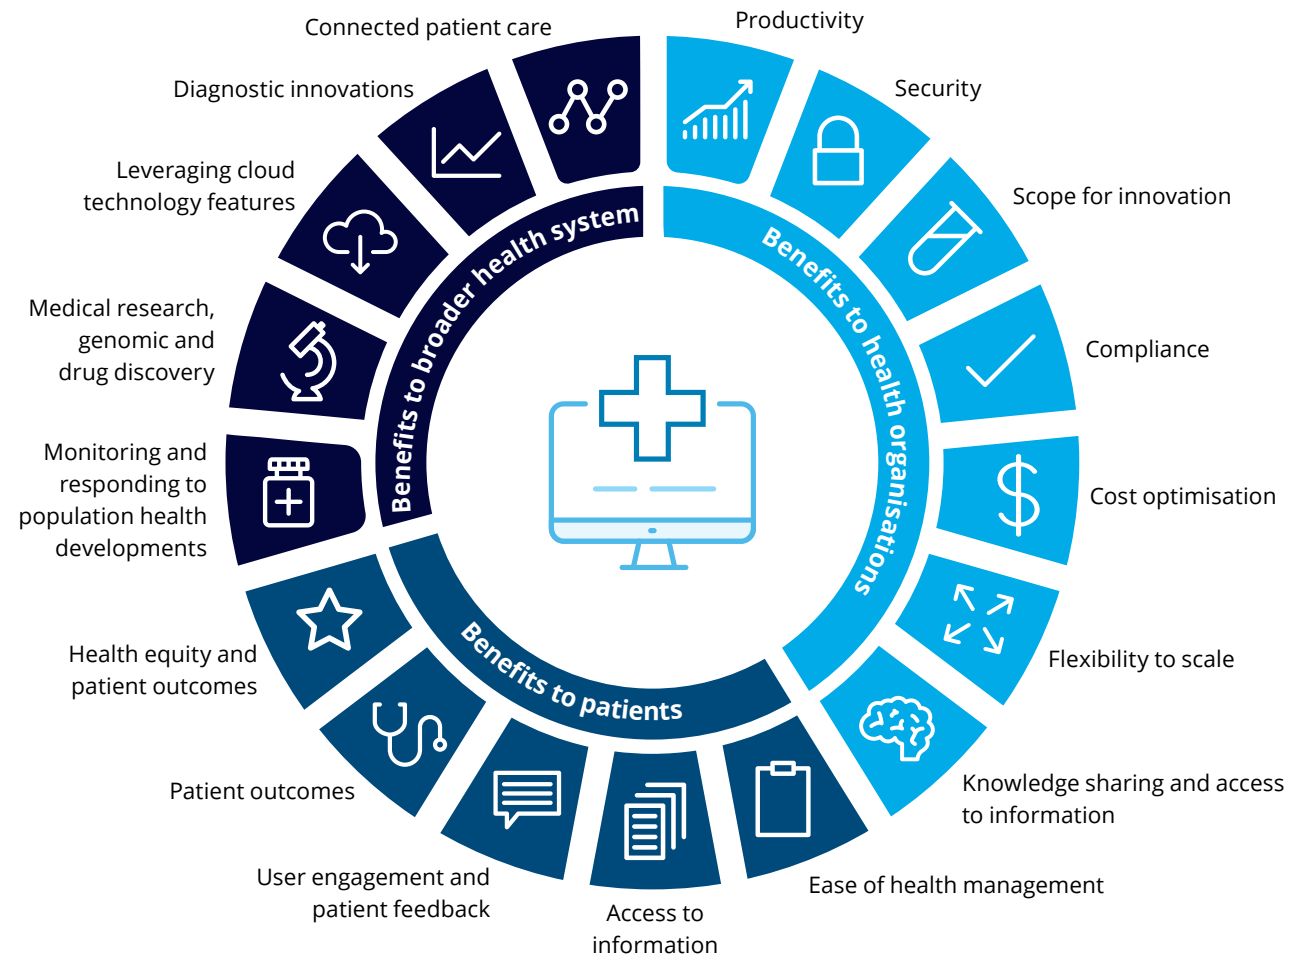 Connected patient care
Productivity
Diagnostic innovations
Security
Leveraging cloud
technology features
Scope for innovation
Medical research,
genomic and
drug discovery
Compliance
Monitoring and
responding to
population health
developments
Cost optimisation
Health equity and
patient outcomes
Flexibility to scale
Patient outcomes
Knowledge sharing and access
to information
User engagement and
patient feedback
Access to
information
Ease of health management
Benefits to broader health system
Benefits to health organisations
Benefits to patients